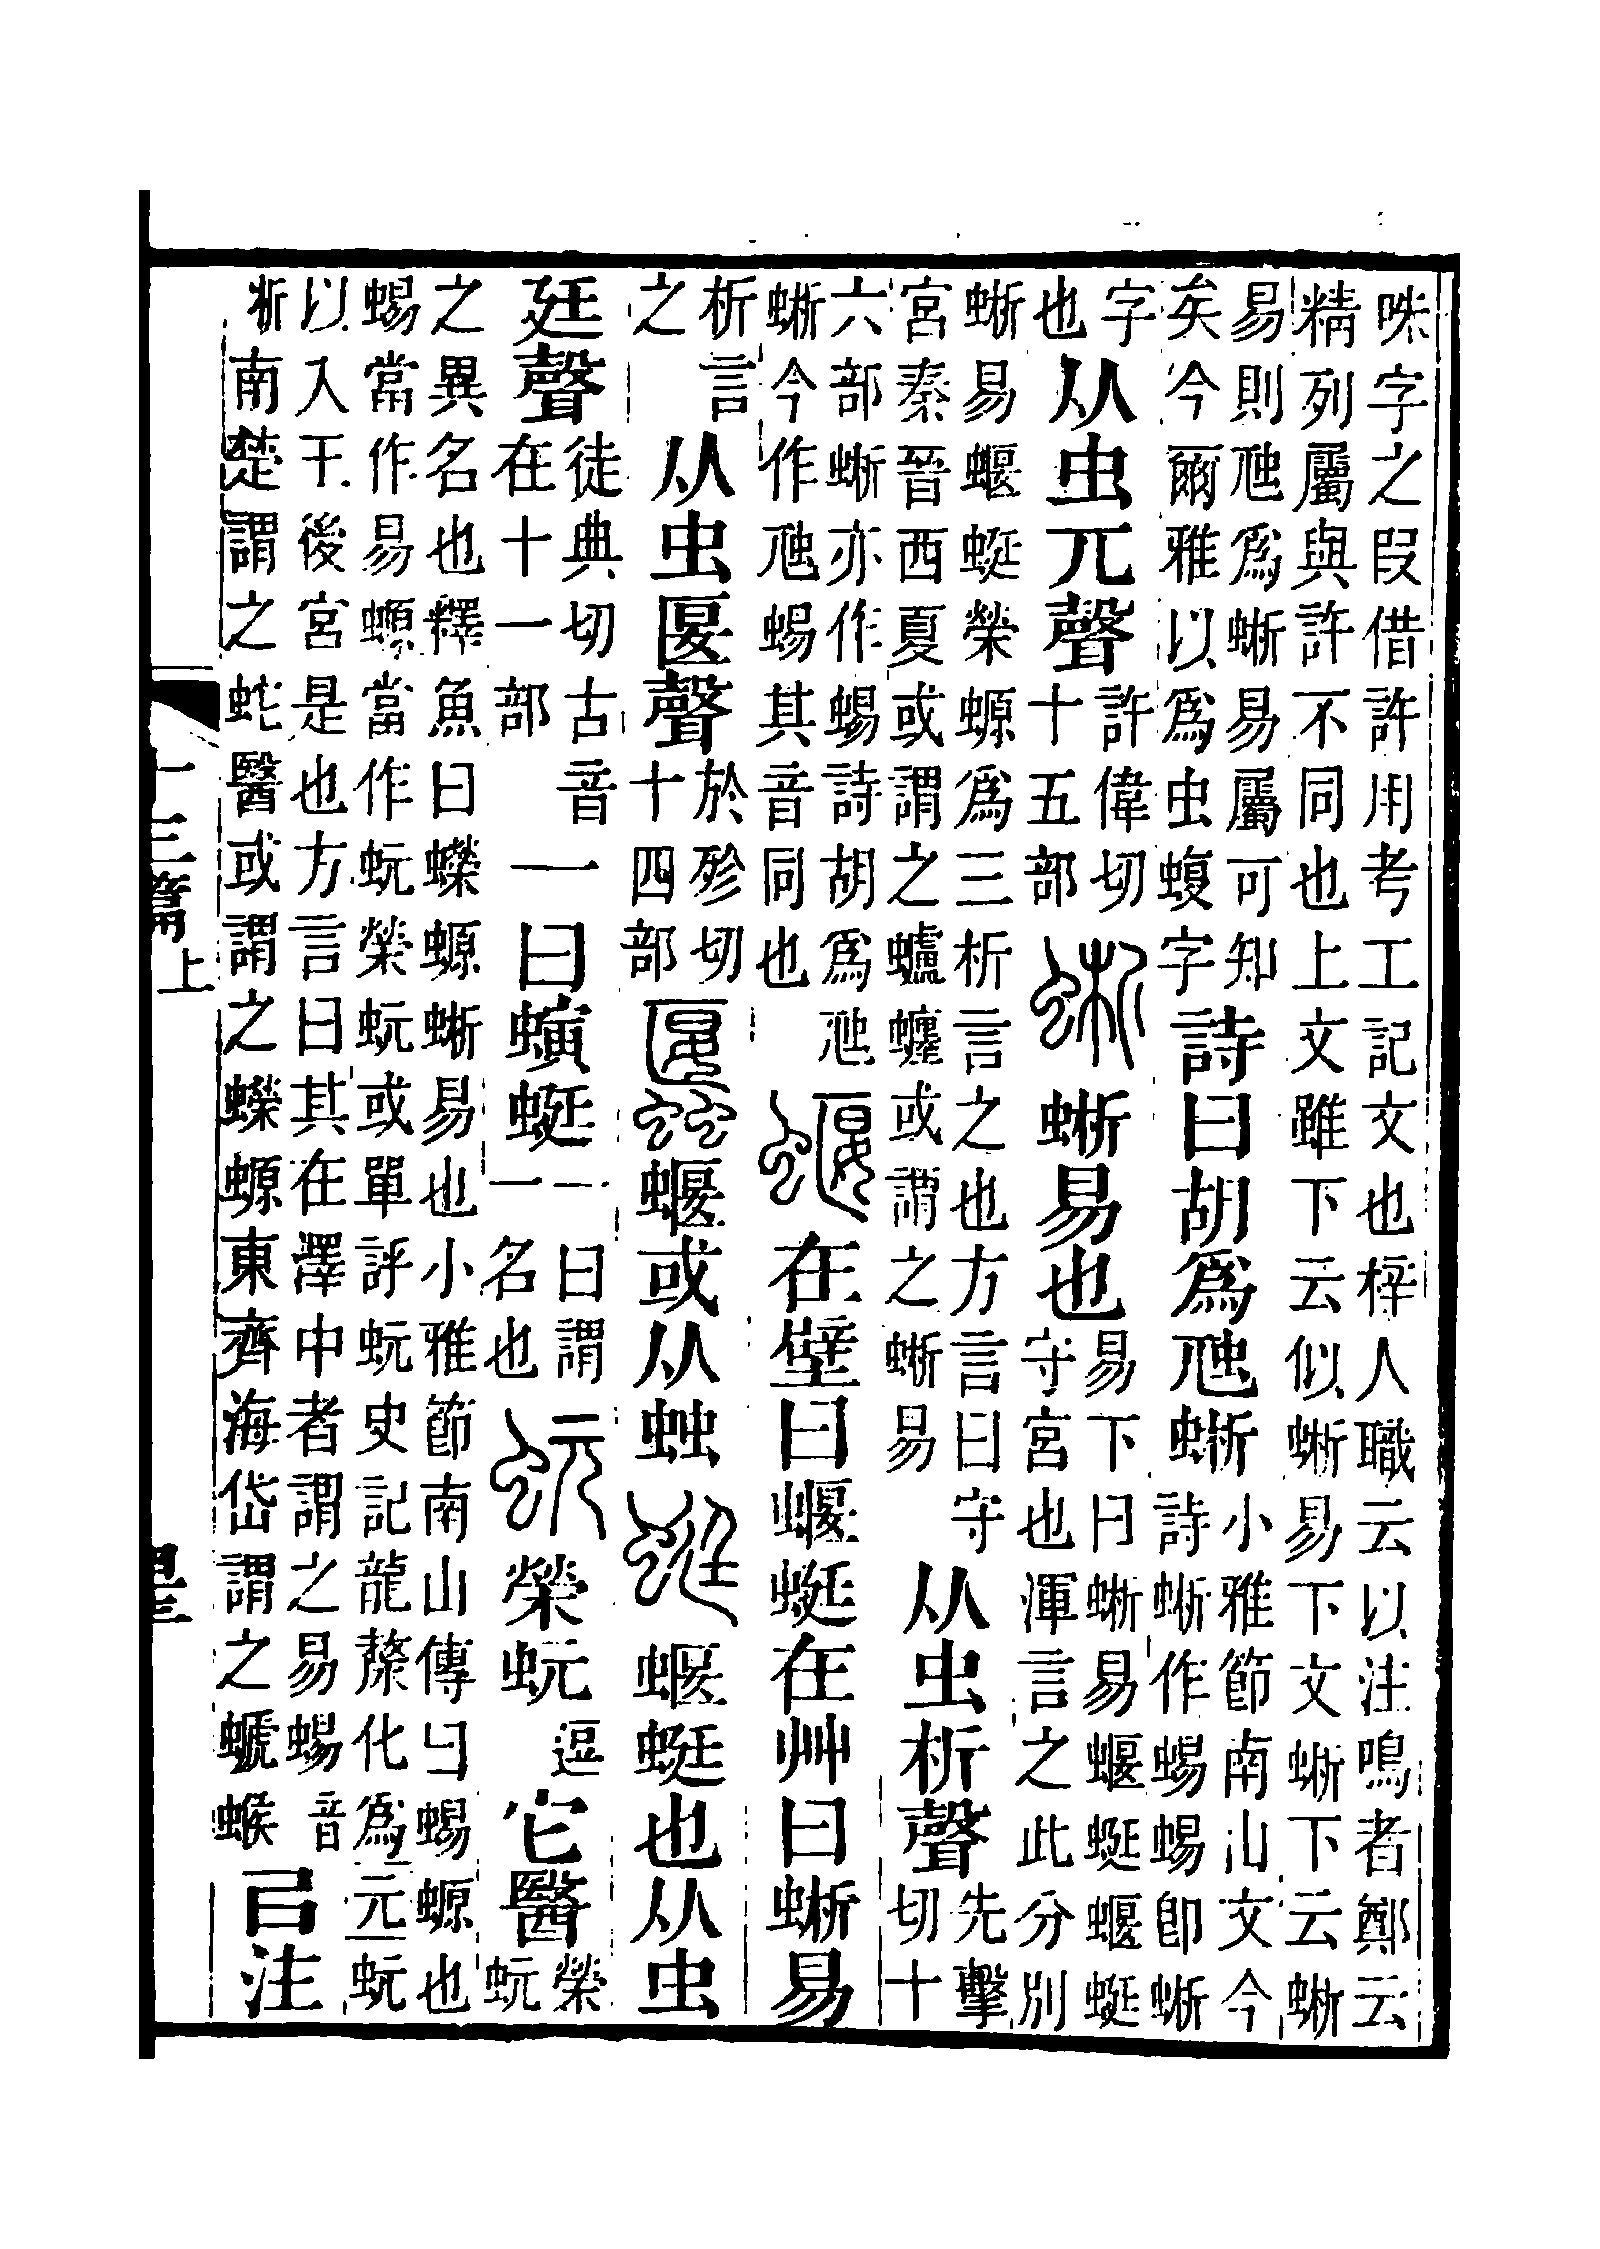 咮字之叚借許用考工記文也梓人職云以注鳴者鄭云
精列屬與許不同也上文雖下云似蜥易下文蜥下云蜥
易則虺爲蜥易屬可知
矣今爾雅以爲虫蝮字
詩曰胡爲虺蜥
小雅節南山文今
詩蜥作蜴蜴卽蜥
字
也
从虫兀聲
許偉切
十五部
蜥
蜥易也
易下曰蜥易蝘蜓蝘蜓
守宮也渾言之此分別
蜥易蝘蜓榮螈爲三析言之也方言曰守
宮秦晉西夏或謂之蠦䗺或謂之蜥易
从虫析聲
先擊
切十
六部蜥亦作蜴詩胡爲虺
蜥今作虺蜴其音同也
蝘
在壁曰蝘蜓在艸曰蜥易
析言
之
从虫匽聲
於殄切
十四部
𧖼
蝘或从䖵
蜓
蝘蜓也从虫
廷聲
徒典切古音
在十一部
一曰蟥蜓
一曰謂
一名也
蚖
榮蚖
逗
它醫
榮
蚖
之異名也釋魚曰蠑螈蜥易也小雅節南山傳曰蜴螈也
蜴當作易螈當作蚖榮蚖或單評蚖史記龍漦化爲元蚖
以入王後宮是也方言曰其在澤中者謂之易蜴音
析南楚謂之蛇醫或謂之蠑螈東齊海岱謂之螔䗔
㠯注
十三篇上